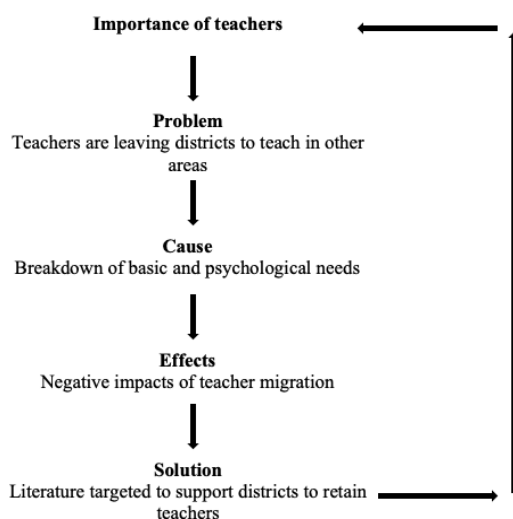 Importance of teachers
Problem
Teachers are leaving districts to teach in other
areas
Cause
Breakdown of basic and psychological needs
Effects
Negative impacts of teacher migration
Solution
Literature targeted to support districts to retain
teachers